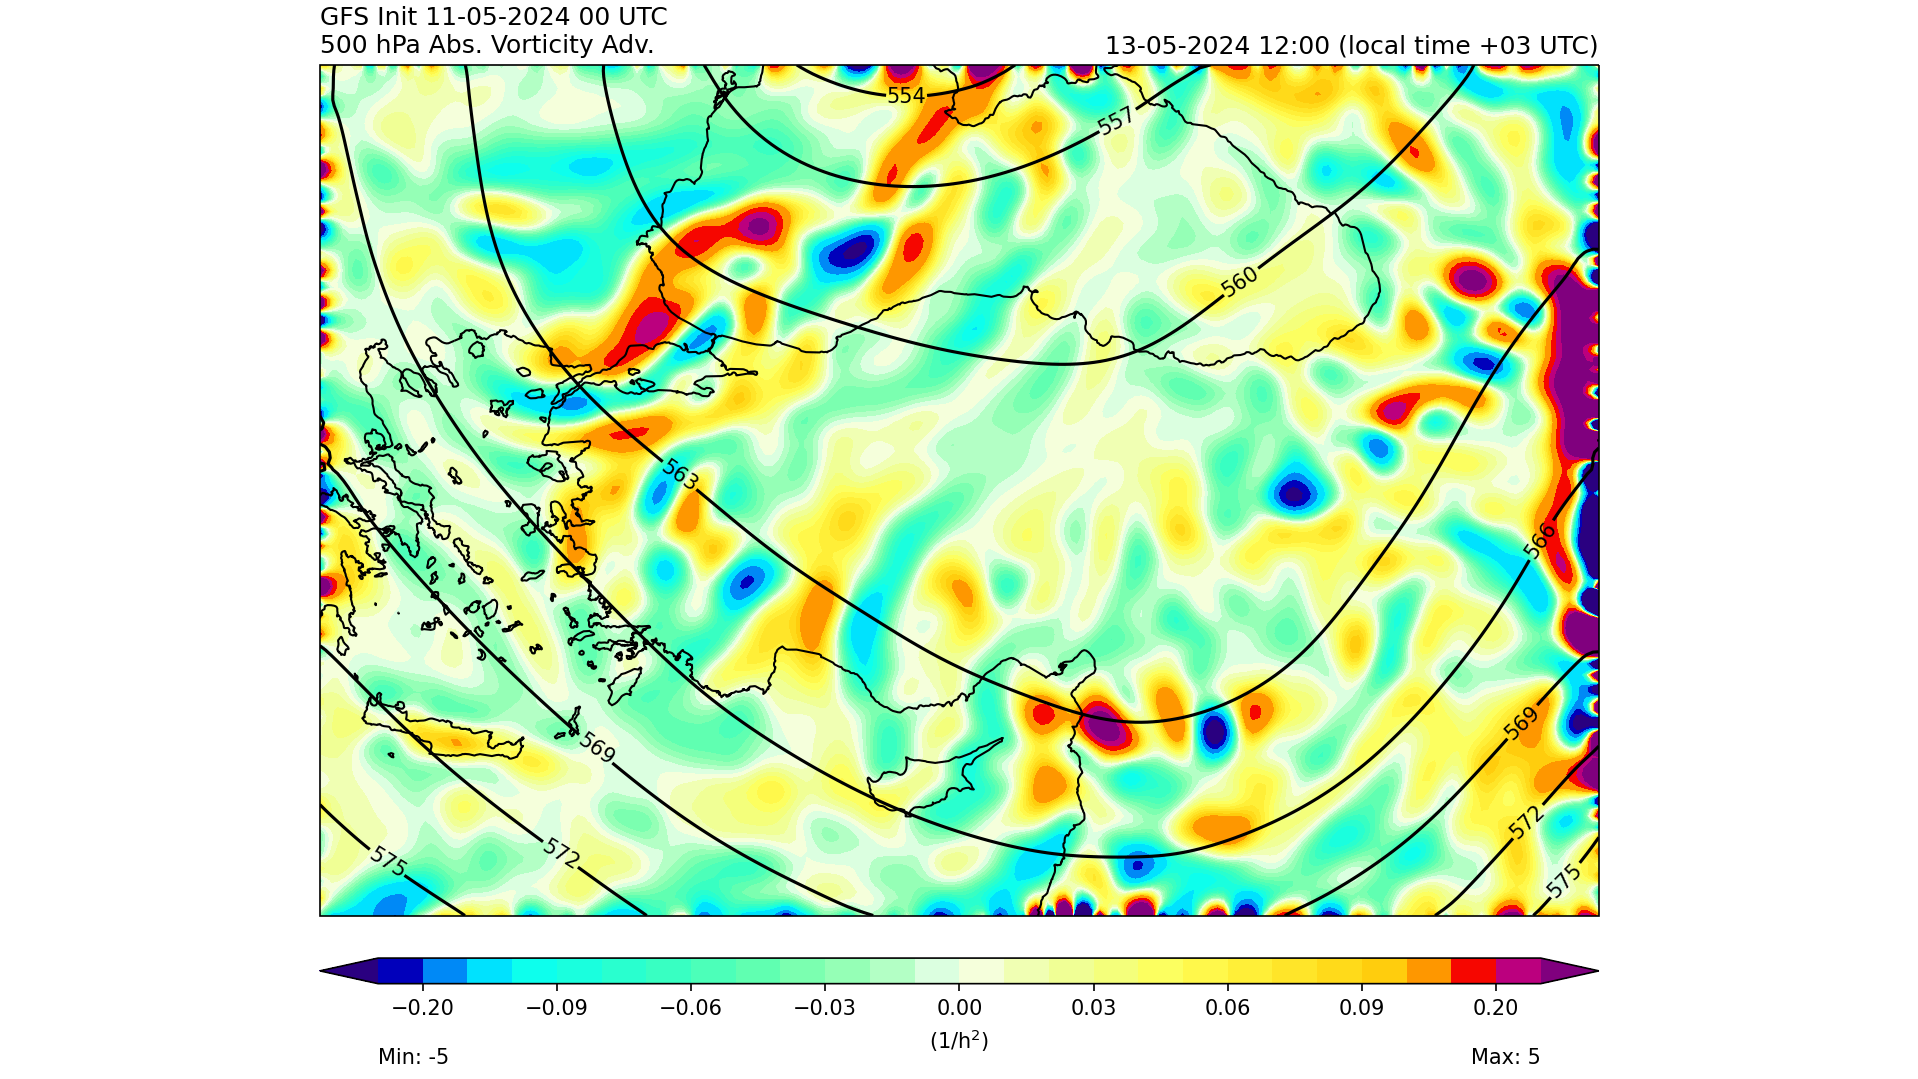 GFS Init 11-05-2024 00 UTC
500 hPa Abs. Vorticity Adv.
13-05-2024 12:00 (local time +03 UTC)
554
557
560
563
566
569
569
572
572
575
575
−0.20 −0.09 −0.06 −0.03 0.00 0.03 0.06 0.09 0.20
(1/h²)
Min: -5
Max: 5